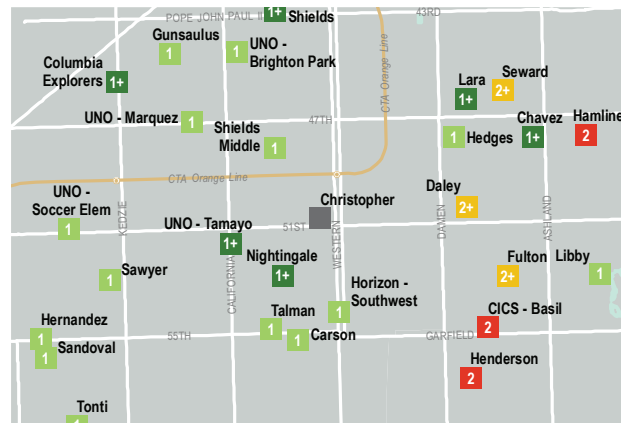 POPE JOHN PAUL II
1+ Shields
43RD
Gunsaulus
1
1
UNO -
Brighton Park
CTA Orange Line
Columbia
Explorers
1+
Lara
1+
Seward
2+
UNO - Marquez
1
Shields
Middle
1
47TH
1
Hedges
Chavez
1+
Hamline
2
CTA Orange Line
UNO -
Soccer Elem
1
KEDZIE
UNO - Tamayo
1+
51ST
Christopher
WESTERN
Daley
2+
DAMEN
ASHLAND
CALIFORNIA
Sawyer
1
Nightingale
1+
Horizon -
Southwest
1
Fulton
2+
Libby
1
Hernandez
1
Sandoval
1
55TH
Talman
1
1
Carson
GARFIELD
CICS - Basil
2
Henderson
2
Tonti
1